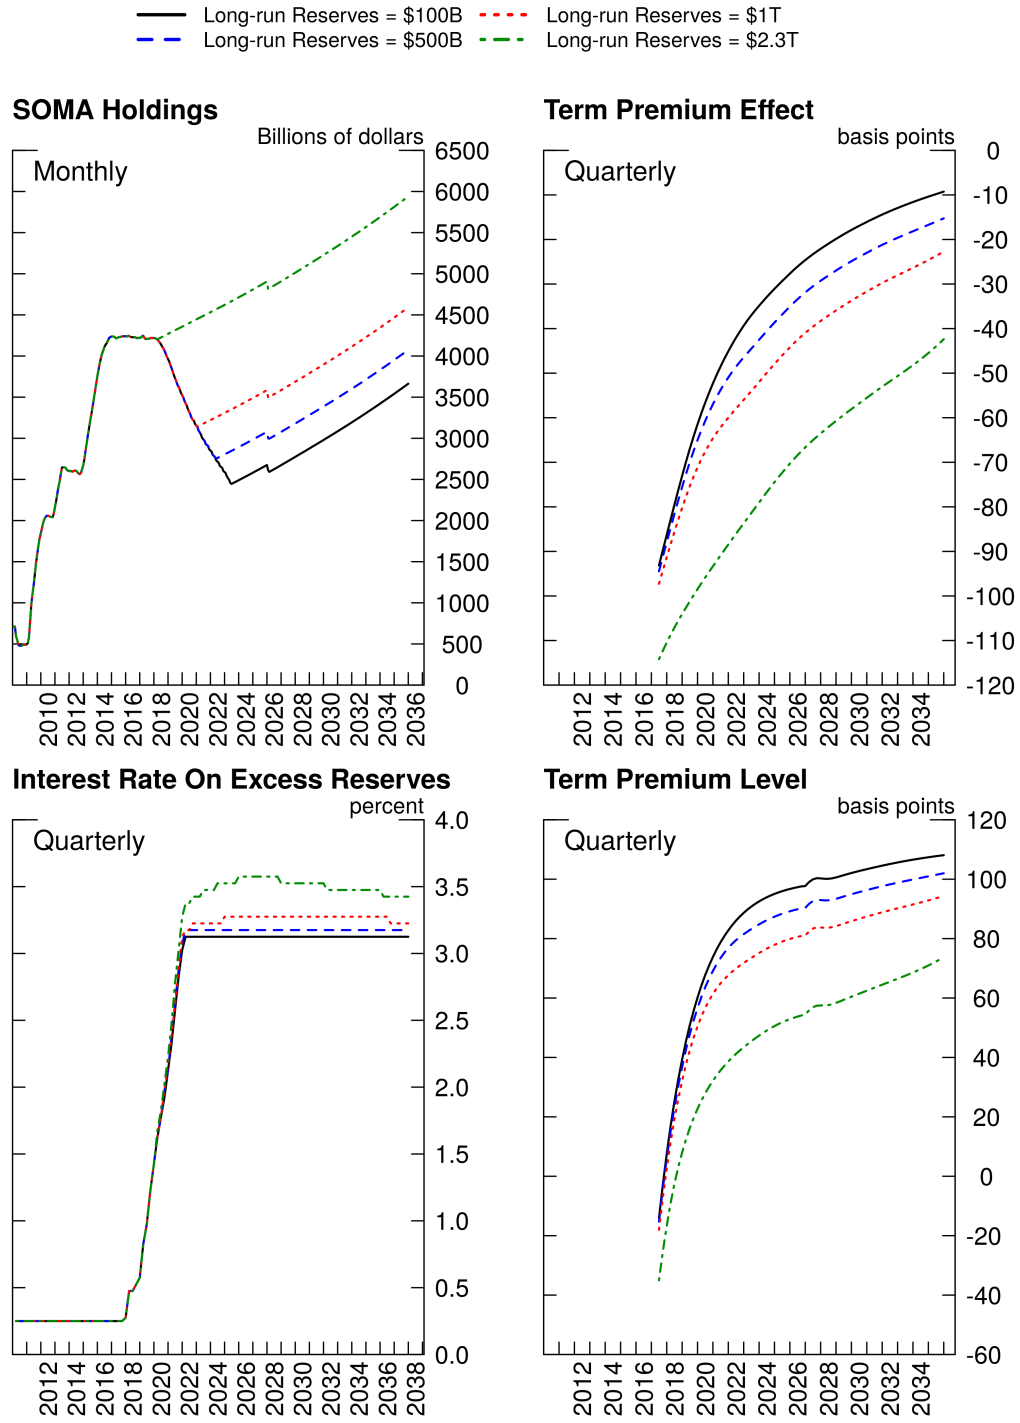 Long-run Reserves = $100B
Long-run Reserves = $1T
Long-run Reserves = $500B
Long-run Reserves = $2.3T
SOMA Holdings
Billions of dollars
Monthly
6500
6000
5500
5000
4500
4000
3500
3000
2500
2000
1500
1000
500
0
2010 2012 2014 2016 2018 2020 2022 2024 2026 2028 2030 2032 2034 2036
Term Premium Effect
basis points
Quarterly
0
-10
-20
-30
-40
-50
-60
-70
-80
-90
-100
-110
-120
2012 2014 2016 2018 2020 2022 2024 2026 2028 2030 2032 2034
Interest Rate On Excess Reserves
percent
Quarterly
4.0
3.5
3.0
2.5
2.0
1.5
1.0
0.5
0.0
2012 2014 2016 2018 2020 2022 2024 2026 2028 2030 2032 2034 2036 2038
Term Premium Level
basis points
Quarterly
120
100
80
60
40
20
0
-20
-40
-60
2012 2014 2016 2018 2020 2022 2024 2026 2028 2030 2032 2034